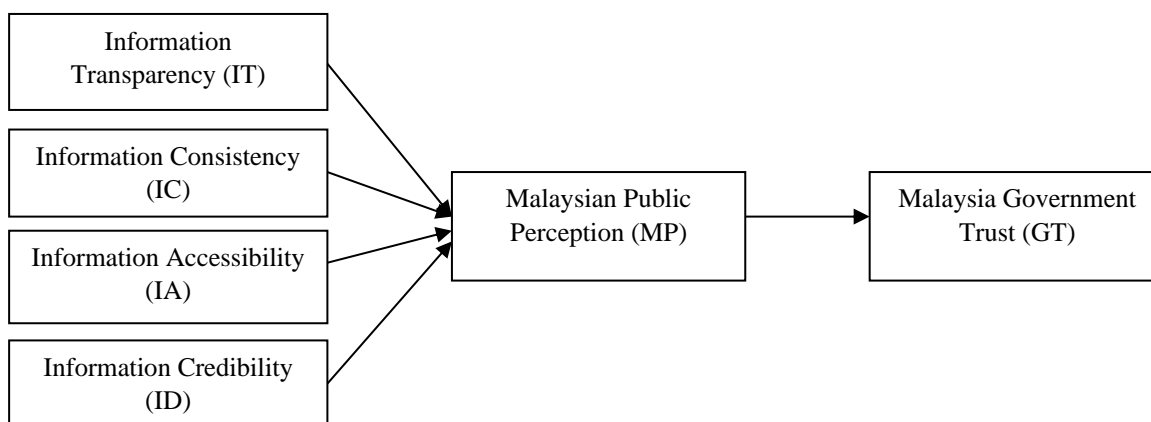 Information
Transparency (IT)
Information Consistency
(IC)
Information Accessibility
(IA)
Information Credibility
(ID)
Malaysian Public
Perception (MP)
Malaysia Government
Trust (GT)